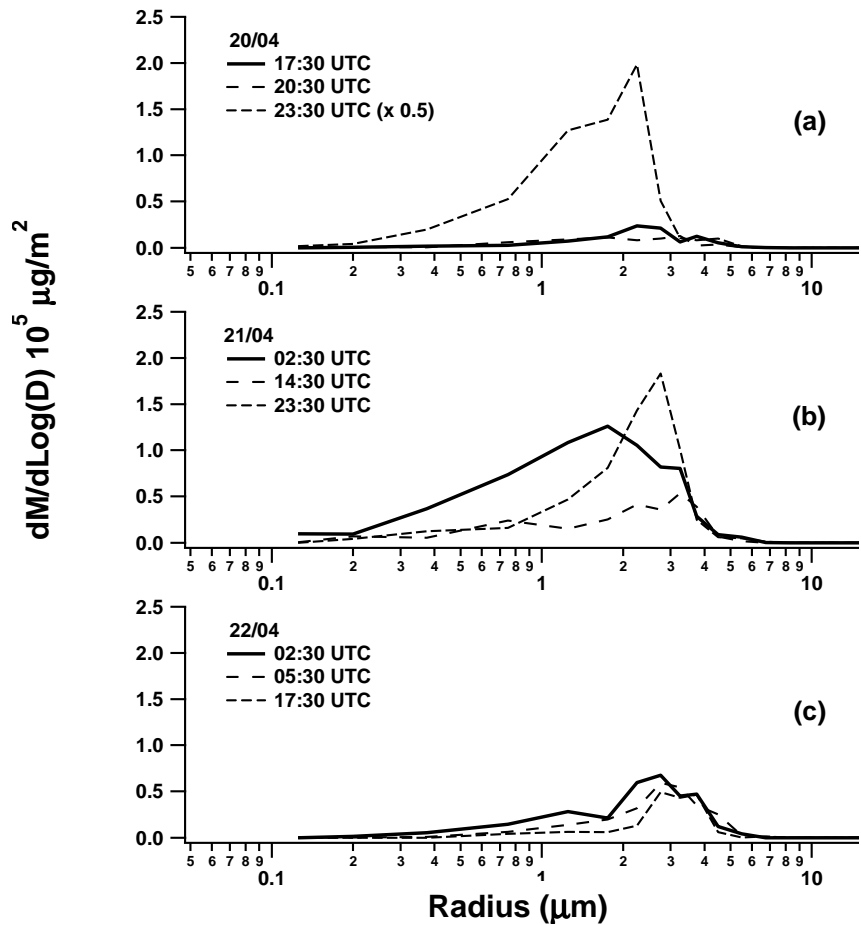 2.5
20/04
17:30 UTC
2.0
20:30 UTC
23:30 UTC (x 0.5)
1.5
(a)
1.0
0.5
0.0
5 6 7 8 9 2 3 4 5 6 7 8 9 2 3 4 5 6 7 8 9
0.1 1 10
2.5
21/04
02:30 UTC
2.0
14:30 UTC
23:30 UTC
1.5
(b)
1.0
0.5
0.0
5 6 7 8 9 2 3 4 5 6 7 8 9 2 3 4 5 6 7 8 9
0.1 1 10
2.5
22/04
02:30 UTC
2.0
05:30 UTC
17:30 UTC
1.5
(c)
1.0
0.5
0.0
5 6 7 8 9 2 3 4 5 6 7 8 9 2 3 4 5 6 7 8 9
0.1 1 10
Radius (μm)
dM/dLog(D) 10⁵ μg/m²